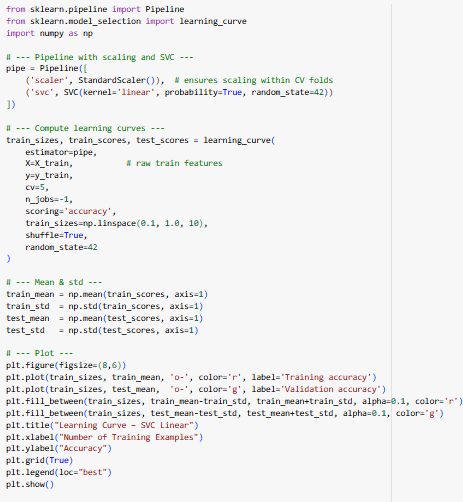 from sklearn.pipeline import Pipeline
from sklearn.model_selection import learning_curve
import numpy as np
# --- Pipeline with scaling and SVC ---
pipe = Pipeline([
    ('scaler', StandardScaler()),  # ensures scaling within CV folds
    ('svc', SVC(kernel='linear', probability=True, random_state=42))
])
# --- Compute learning curves ---
train_sizes, train_scores, test_scores = learning_curve(
    estimator=pipe,
    X=X_train,           # raw train features
    y=y_train,
    cv=5,
    n_jobs=-1,
    scoring='accuracy',
    train_sizes=np.linspace(0.1, 1.0, 10),
    shuffle=True,
    random_state=42
)
# --- Mean & std ---
train_mean = np.mean(train_scores, axis=1)
train_std  = np.std(train_scores, axis=1)
test_mean  = np.mean(test_scores, axis=1)
test_std   = np.std(test_scores, axis=1)
# --- Plot ---
plt.figure(figsize=(8,6))
plt.plot(train_sizes, train_mean, 'o-', color='r', label='Training accuracy')
plt.plot(train_sizes, test_mean,  'o-', color='g', label='Validation accuracy')
plt.fill_between(train_sizes, train_mean-train_std, train_mean+train_std, alpha=0.1, color='r')
plt.fill_between(train_sizes, test_mean-test_std, test_mean+test_std, alpha=0.1, color='g')
plt.title("Learning Curve – SVC Linear")
plt.xlabel("Number of Training Examples")
plt.ylabel("Accuracy")
plt.grid(True)
plt.legend(loc="best")
plt.show()